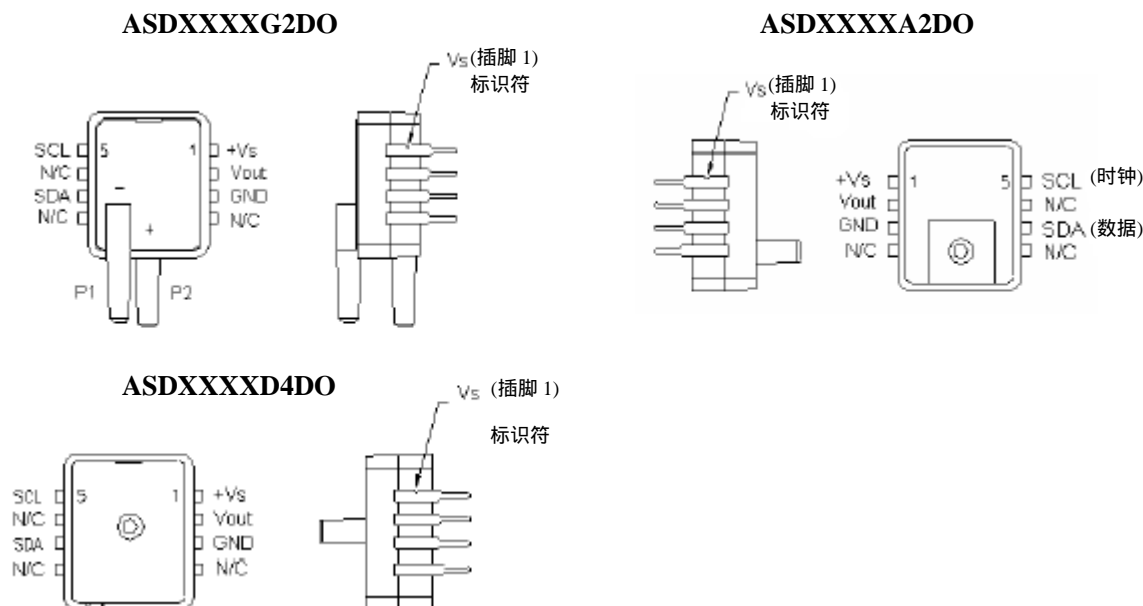 ASDXXXXG2DO
Vs (插脚 1)
标识符
SCL 5 1 +Vs
N/C Vout
SDA - GND
N/C + N/C
P1 P2
ASDXXXXA2DO
Vs (插脚 1)
标识符
+Vs 1 5 SCL (时钟)
Vout N/C
GND SDA (数据)
N/C N/C
ASDXXXXD4DO
Vs (插脚 1)
标识符
SCL 5 1 +Vs
N/C Vout
SDA GND
N/C N/C